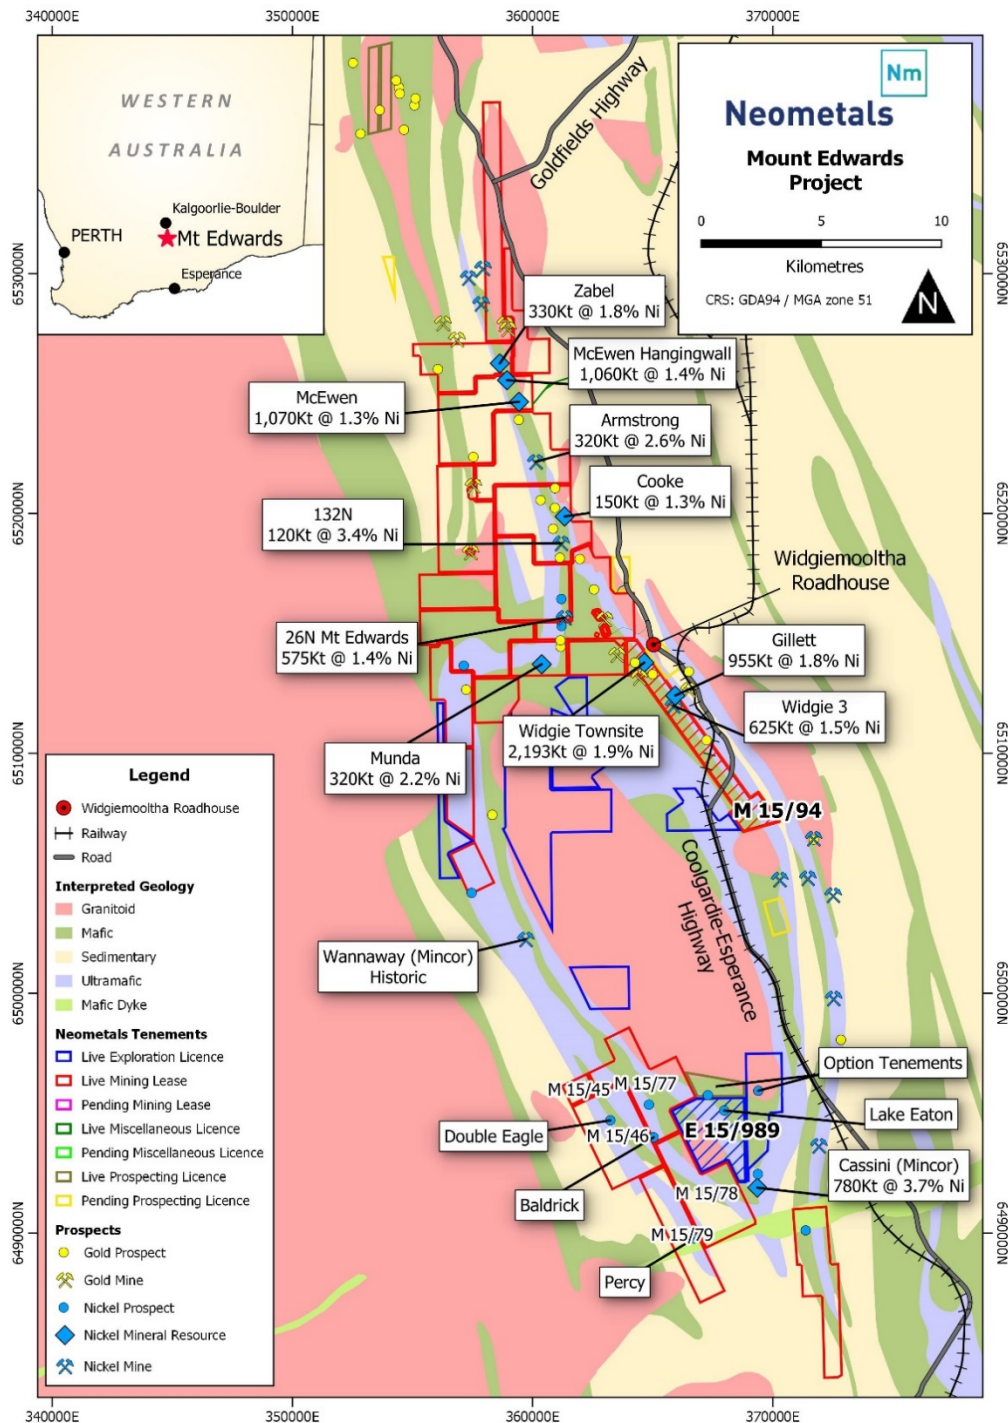 340000E
350000E
360000E
370000E
WESTERN
AUSTRALIA
Kalgoorlie-Boulder
PERTH
Mt Edwards
Esperance
Goldfields Highway
Nm
Neometals
Mount Edwards
Project
0
5
10
Kilometres
CRS: GDA94 / MGA zone 51
N
6530000N
6530000N
Zabel
330Kt @ 1.8% Ni
McEwen Hangingwall
1,060Kt @ 1.4% Ni
McEwen
1,070Kt @ 1.3% Ni
Armstrong
320Kt @ 2.6% Ni
Cooke
150Kt @ 1.3% Ni
6520000N
6520000N
132N
120Kt @ 3.4% Ni
Widgiemooltha
Roadhouse
26N Mt Edwards
575Kt @ 1.4% Ni
Gillett
955Kt @ 1.8% Ni
Widgie 3
625Kt @ 1.5% Ni
Widgie Townsite
2,193Kt @ 1.9% Ni
Munda
320Kt @ 2.2% Ni
6510000N
6510000N
M 15/94
Coolgardie-Esperance
Highway
Wannaway (Mincor)
Historic
6500000N
6500000N
Option Tenements
M 15/45
M 15/77
Lake Eaton
Double Eagle
M 15/46
E 15/989
Cassini (Mincor)
780Kt @ 3.7% Ni
Baldrick
M 15/78
M 15/79
6490000N
6490000N
Percy
Legend
Widgiemooltha Roadhouse
Railway
Road
Interpreted Geology
Granitoid
Mafic
Sedimentary
Ultramafic
Mafic Dyke
Neometals Tenements
Live Exploration Licence
Live Mining Lease
Pending Mining Lease
Live Miscellaneous Licence
Pending Miscellaneous Licence
Live Prospecting Licence
Pending Prospecting Licence
Prospects
Gold Prospect
Gold Mine
Nickel Prospect
Nickel Mineral Resource
Nickel Mine
340000E
350000E
360000E
370000E